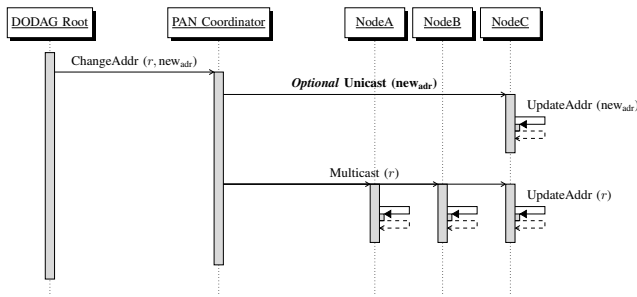 DODAG Root PAN Coordinator NodeA NodeB NodeC
ChangeAddr (r, new_adr)
Optional Unicast (new_adr)
UpdateAddr (new_adr)
Multicast (r)
UpdateAddr (r)